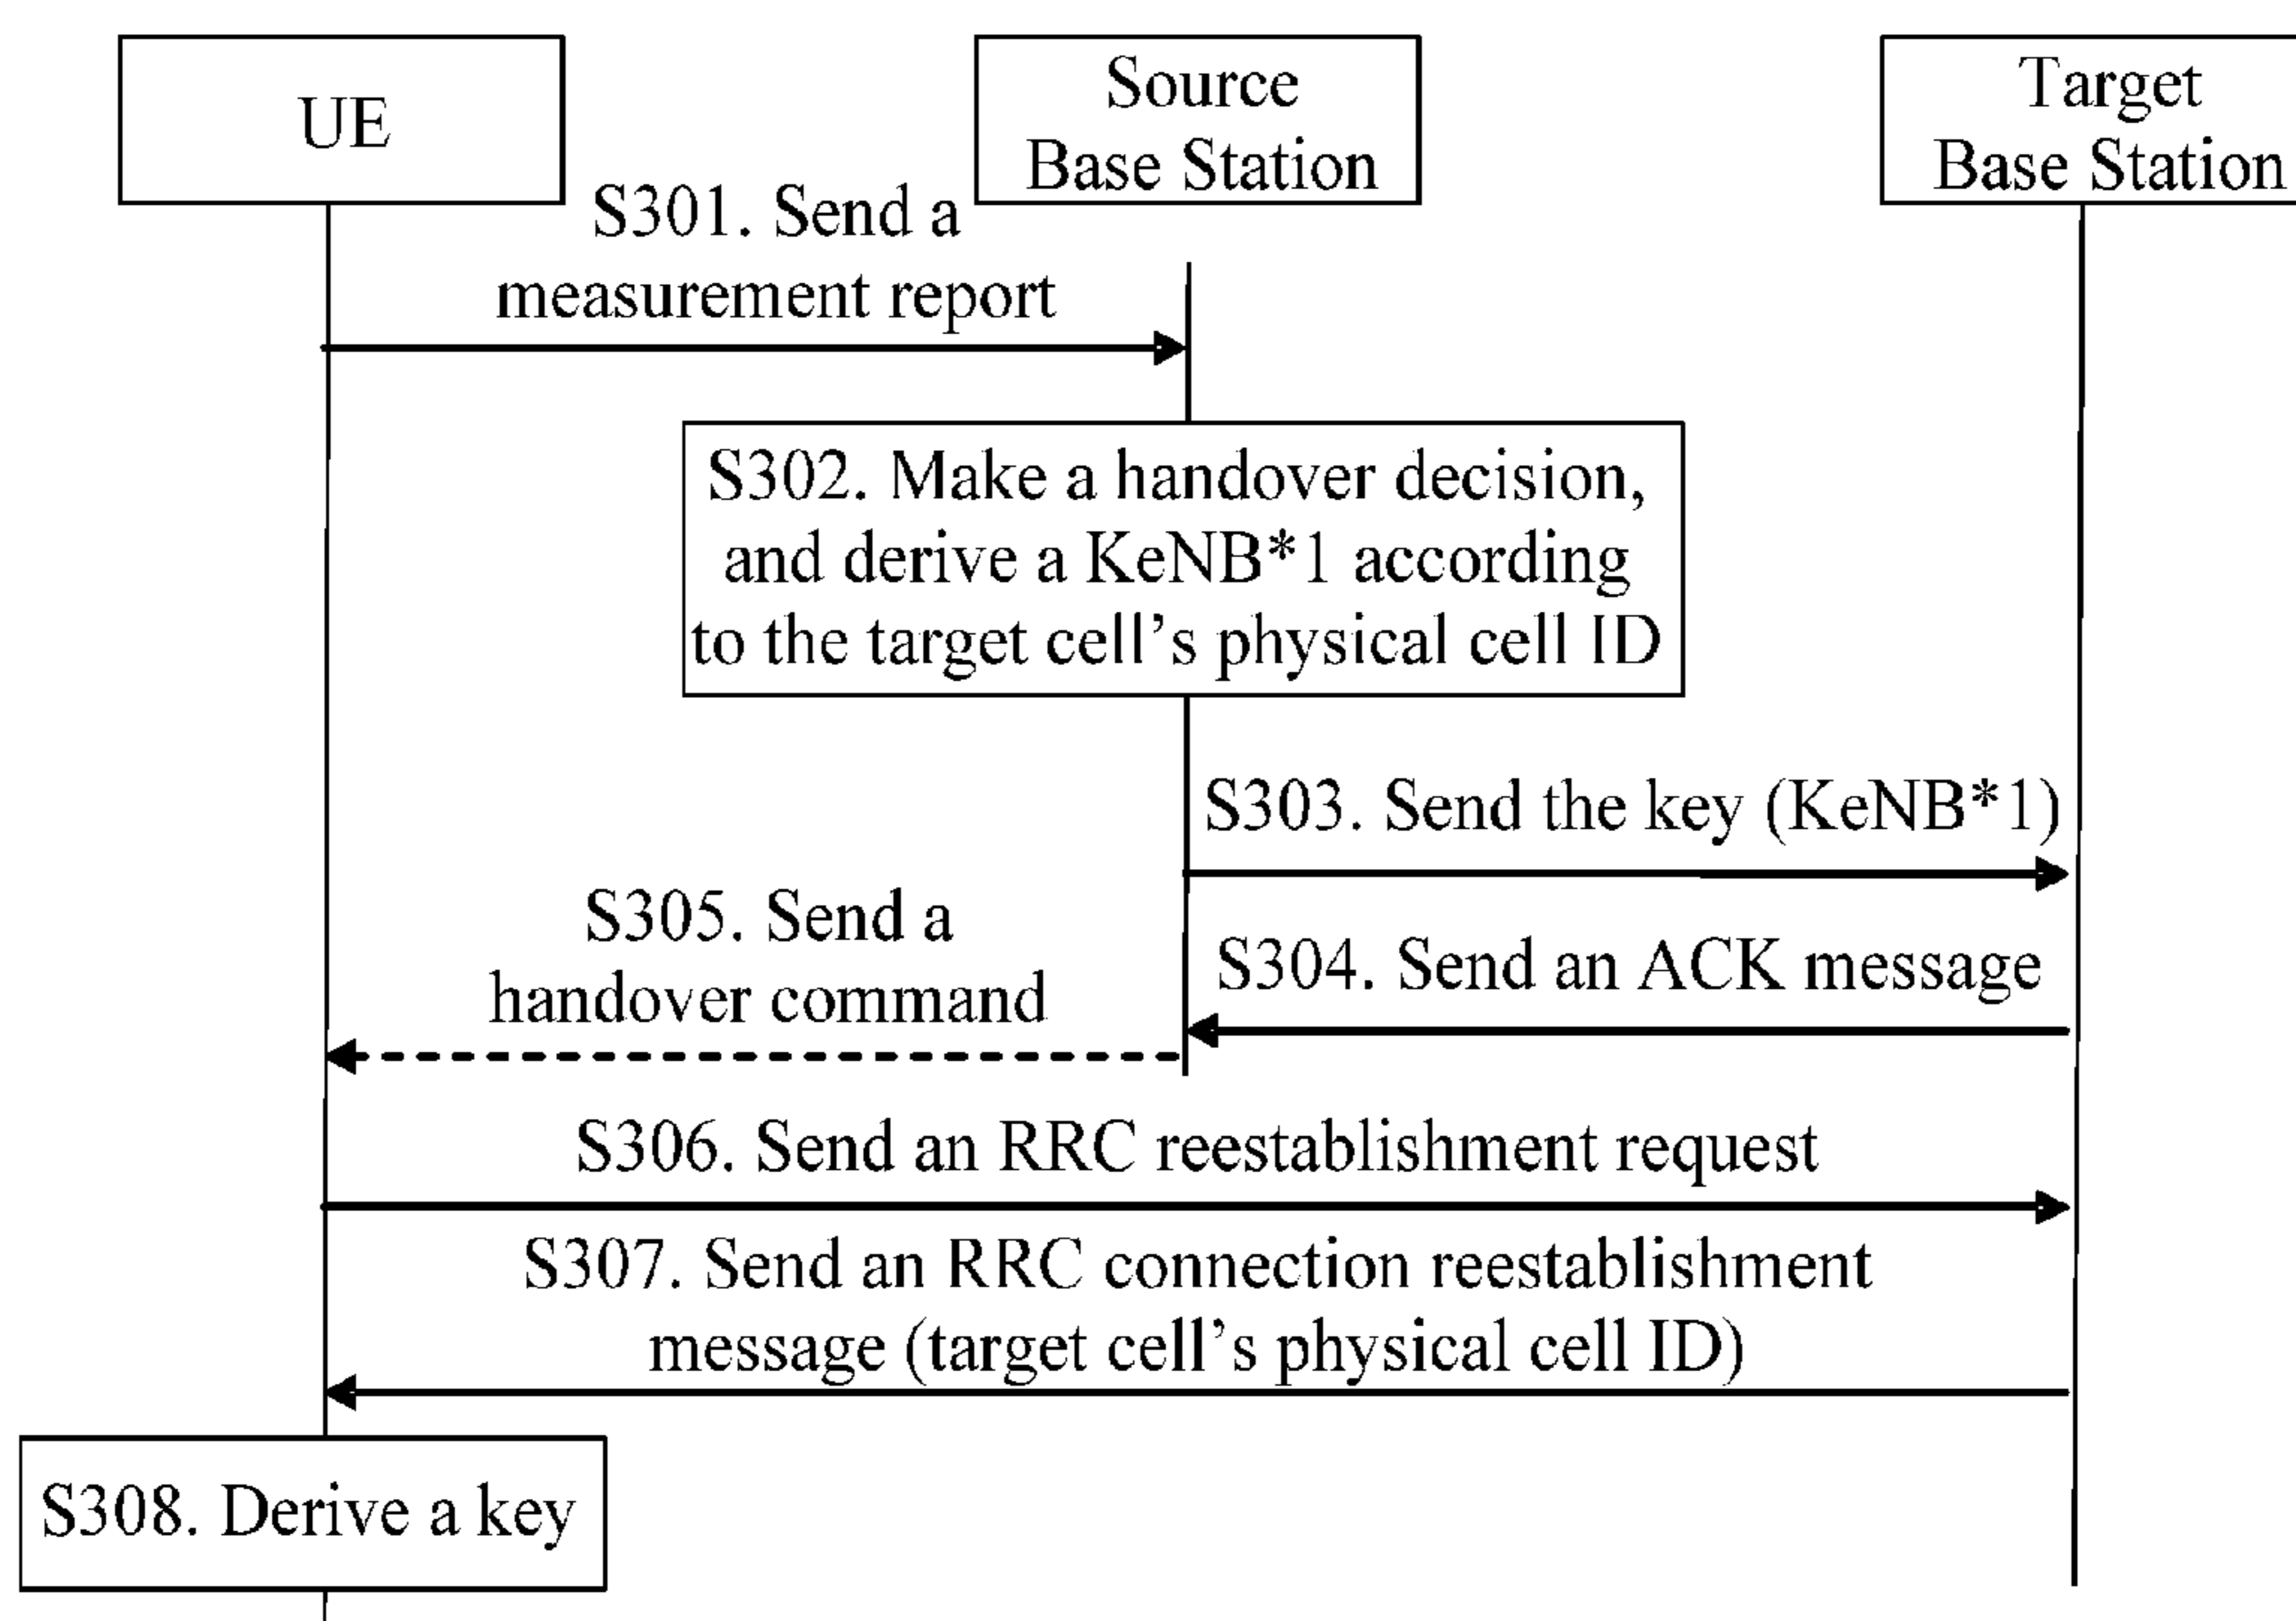 UE
Source
Base Station
Target
Base Station
S301. Send a
measurement report
S302. Make a handover decision,
and derive a KeNB*1 according
to the target cell’s physical cell ID
S303. Send the key (KeNB*1)
S305. Send a
handover command
S304. Send an ACK message
S306. Send an RRC reestablishment request
S307. Send an RRC connection reestablishment
message (target cell’s physical cell ID)
S308. Derive a key